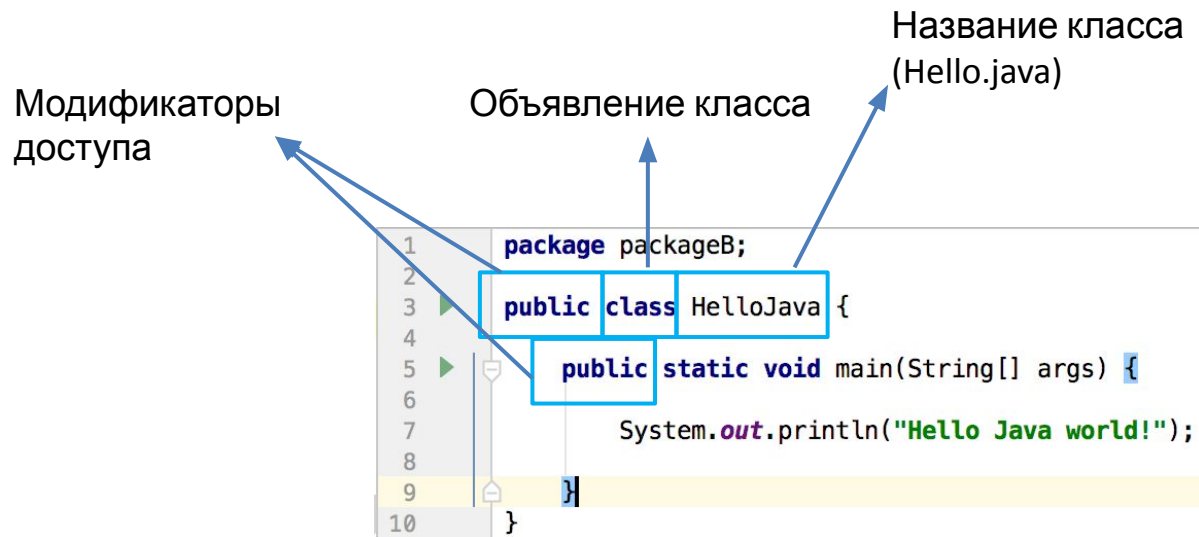 Название класса
(Hello.java)
Модификаторы
доступа
Объявление класса
1 package packageB;
2
3 public class HelloJava {
4
5 public static void main(String[] args) {
6
7 System.out.println("Hello Java world!");
8
9 }
10 }